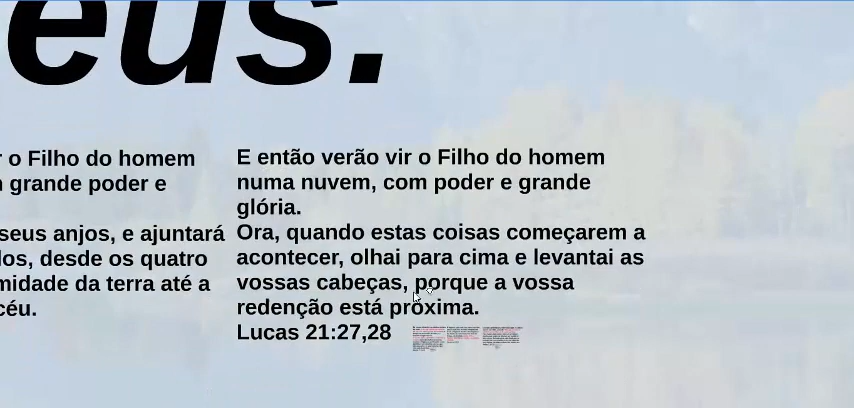 eus.
r o Filho do homem
grande poder e
seus anjos, e ajuntará
los, desde os quatro
midade da terra até a
céu.
E então verão vir o Filho do homem
numa nuvem, com poder e grande
glória.
Ora, quando estas coisas começarem a
acontecer, olhai para cima e levantai as
vossas cabeças, porque a vossa
redenção está próxima.
Lucas 21:27,28